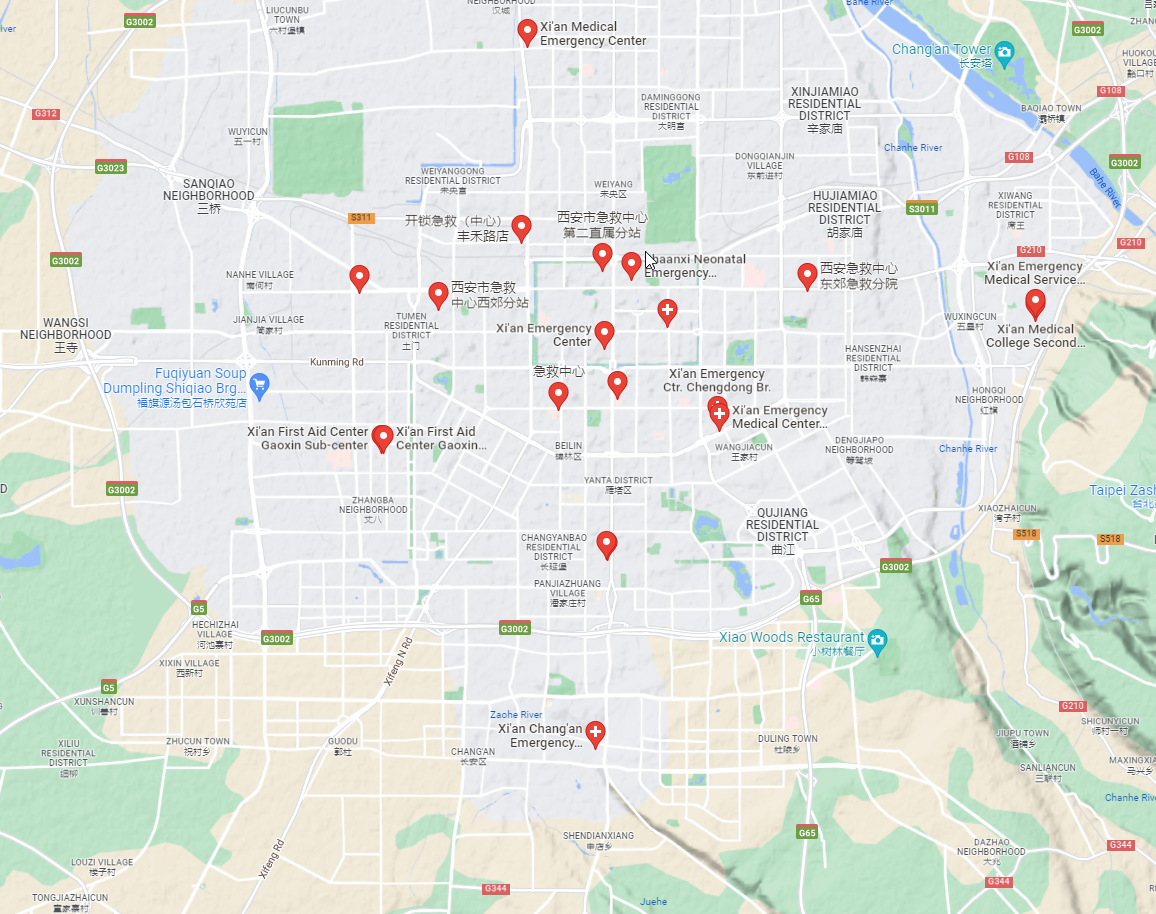 NEIGHBORHOOD
汉城
LIUCUNBU
TOWN
六村堡镇
G3002
Xi'an Medical
Emergency Center
Bahe River
G3002
Chang'an Tower
长安塔
HUOKOU
VILLAGE
豁口村
G108
G312
XINJIAMIAO
RESIDENTIAL
DISTRICT
辛家庙
DAMINGGONG
RESIDENTIAL
DISTRICT
大明宫
BAQIAO TOWN
灞桥镇
WUYICUN
五一村
Chanhe River
G108
G3002
G3023
DONGQIANJIN
VILLAGE
东前进村
WEIYANGGONG
RESIDENTIAL DISTRICT
未央宫
SANQIAO
NEIGHBORHOOD
三桥
WEIYANG
未央区
Bahe River
HUJIAMIAO
RESIDENTIAL
DISTRICT
胡家庙
S3011
XIWANG
RESIDENTIAL
DISTRICT
席王
S311
开锁急救（中心）
丰禾路店
西安市急救中心
第二直属分站
G210
G210
G3002
Shaanxi Neonatal
Emergency...
西安急救中心
东郊急救分院
Xi'an Emergency
Medical Service...
NANHE VILLAGE
南何村
西安市急救
中心西郊分站
WANGSI
NEIGHBORHOOD
王寺
JIANJIA VILLAGE
简家村
TUMEN
RESIDENTIAL
DISTRICT
土门
Xi'an Emergency
Center
WUXINGCUN
五星村
Xi'an Medical
College Second...
Kunming Rd
HANSENZHAI
RESIDENTIAL
DISTRICT
韩森寨
Fuqiyuan Soup
Dumpling Shiqiao Brg...
福旗源汤包石桥欣苑店
急救中心
Xi'an Emergency
Ctr. Chengdong Br.
HONGQI
NEIGHBORHOOD
红旗
Xi'an Emergency
Medical Center...
Xi'an First Aid Center
Gaoxin Sub-center
Xi'an First Aid
Center Gaoxin...
BEILIN
碑林区
WANGJIACUN
王家村
DENGJIAPO
NEIGHBORHOOD
等驾坡
Chanhe River
G3002
YANTA DISTRICT
雁塔区
Taipei Zash
ZHANGBA
NEIGHBORHOOD
丈八
QUJIANG
RESIDENTIAL
DISTRICT
曲江
XIAOZHAICUN
湾子村
S518
S518
CHANGYANBAO
RESIDENTIAL
DISTRICT
长延堡
G3002
PANJIAZHUANG
VILLAGE
潘家庄村
G65
G5
HECHIZHAI
VILLAGE
河池寨村
G3002
G3002
Xiao Woods Restaurant
小树林餐厅
Xifeng N Rd
XIXIN VILLAGE
西新村
G5
XUNSHANCUN
训善村
G210
SHICUNYICUN
师村一村
Zaohe River
Xi'an Chang'an
Emergency...
XILIU
RESIDENTIAL
DISTRICT
细柳
ZHUCUN TOWN
祝村乡
GUODU
郭杜
CHANG'AN
长安区
DULING TOWN
杜陵乡
JIUPU TOWN
SANLIANCUN
三联村
MAXINGXIA
马兴乡
Chanhe Riv
G65
SHENDIANXIANG
申店乡
DAZHAO
NEIGHBORHOOD
大兆
G344
LOUZI VILLAGE
楼子村
Xifeng Rd
G344
G344
TONGJIAZHAICUN
童家寨村
Juehe